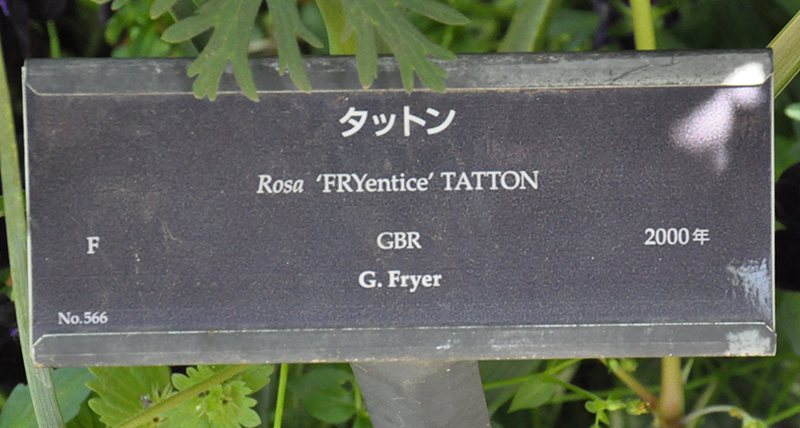 タットン
Rosa ‘FRYentice’ TATTON
F GBR 2000年
G. Fryer
No.566